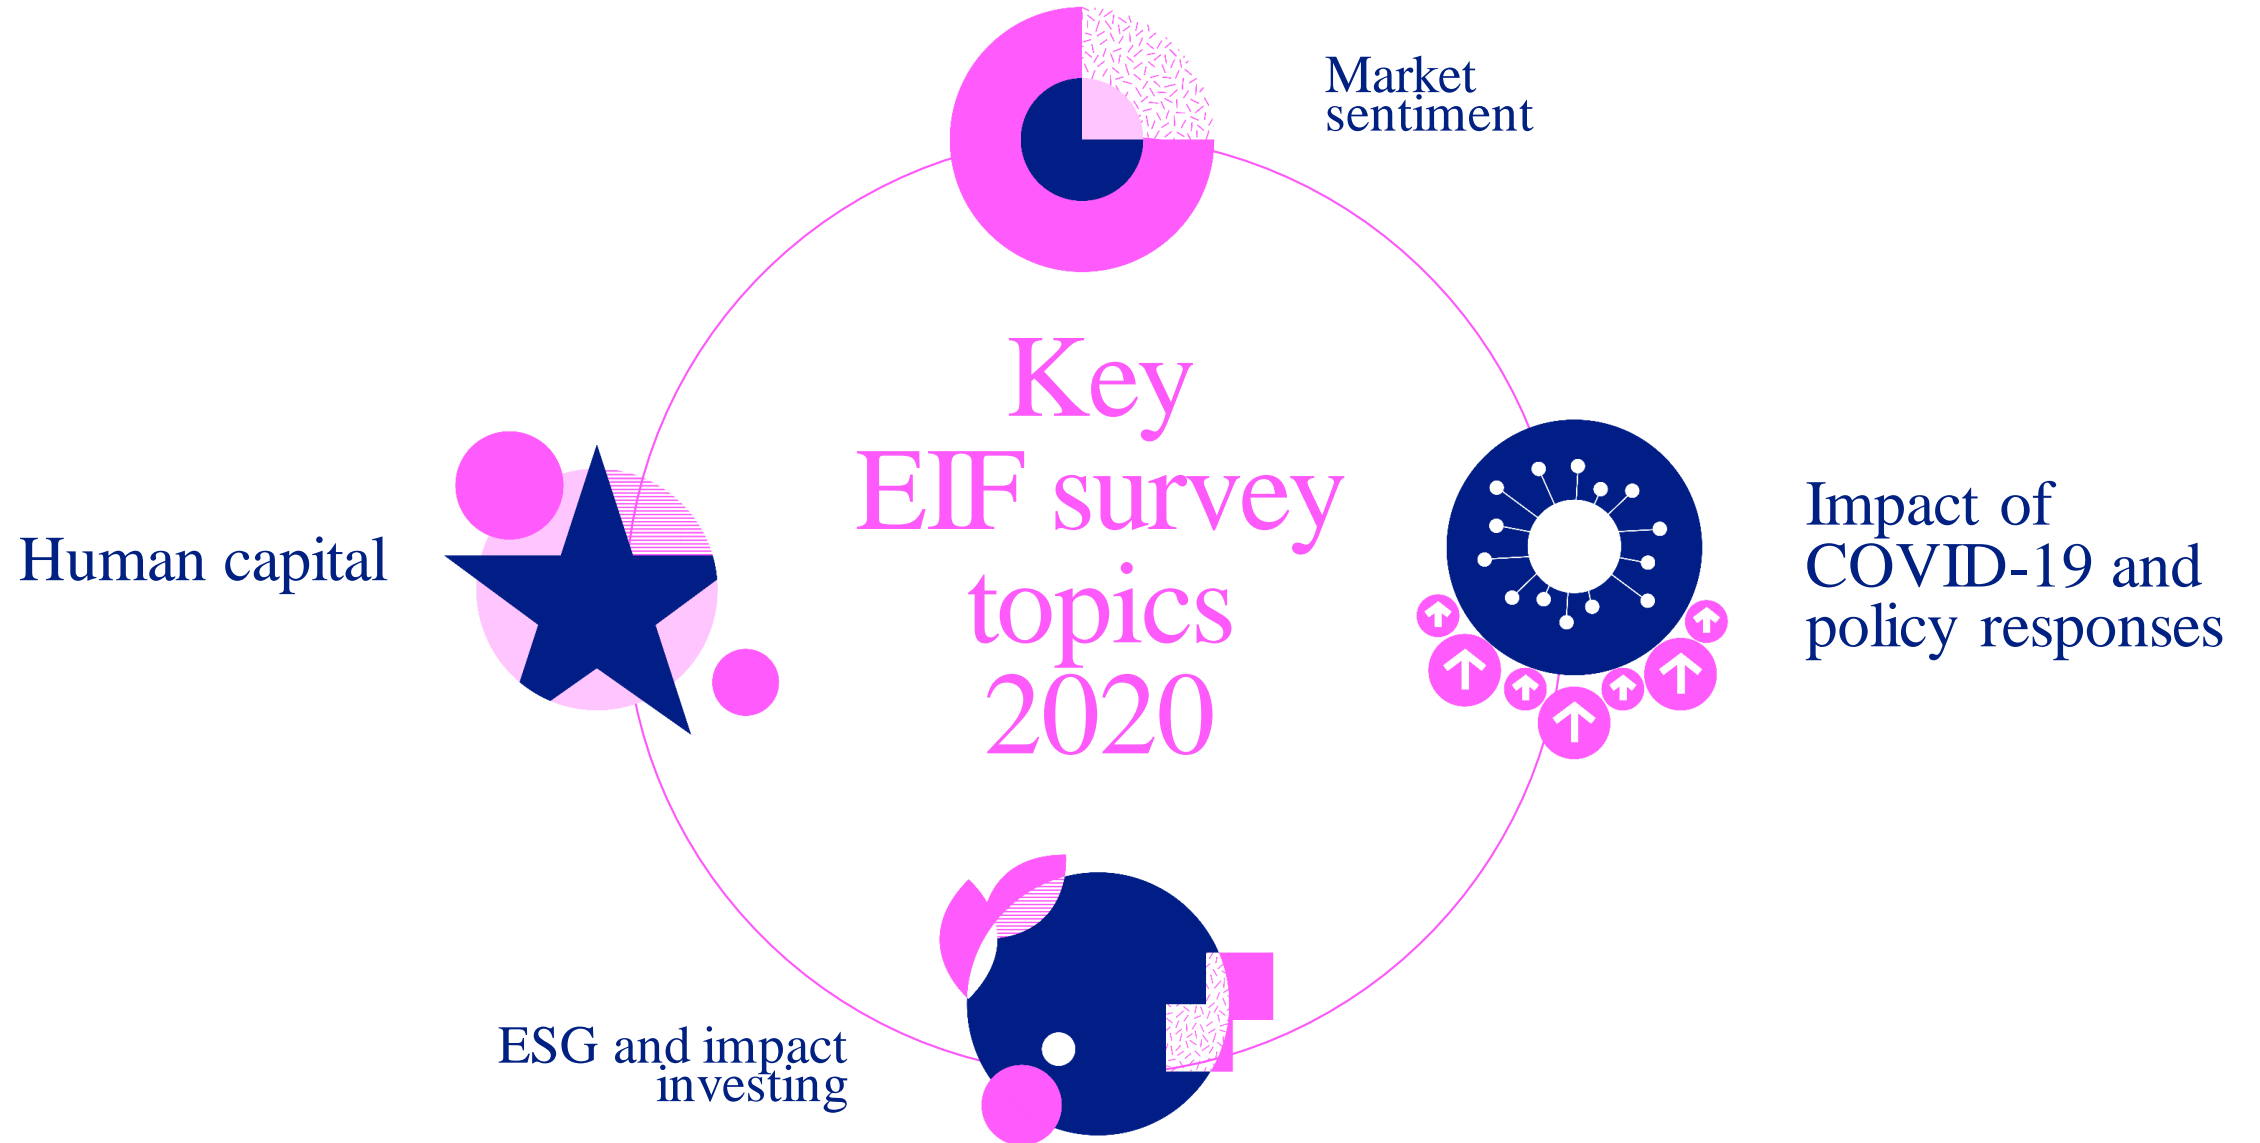 Market
sentiment
Key
EIF survey
topics
2020
Impact of
COVID-19 and
policy responses
Human capital
ESG and impact
investing